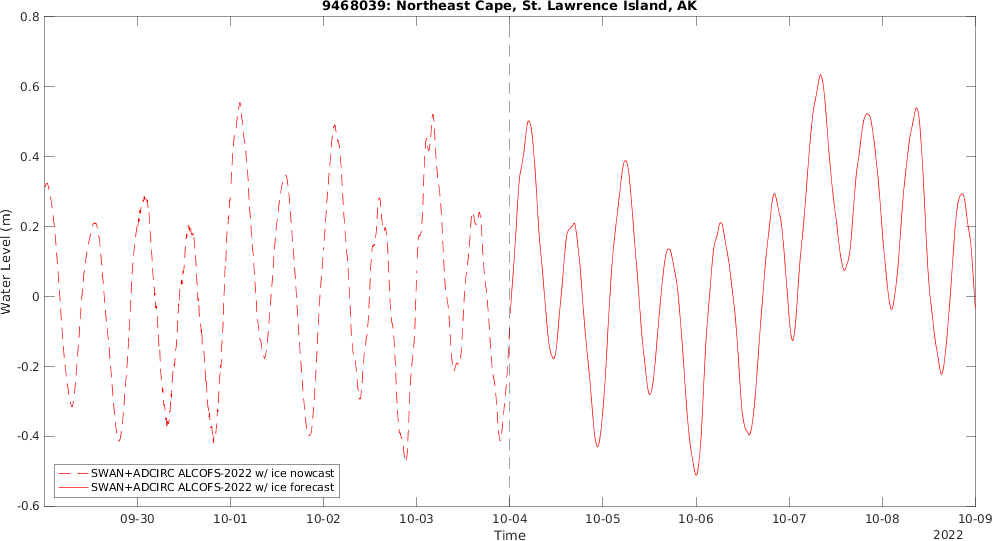 9468039: Northeast Cape, St. Lawrence Island, AK
0.8
0.6
0.4
0.2
0
-0.2
-0.4
-0.6
Water Level (m)
SWAN+ADCIRC ALCOFS-2022 w/ ice nowcast
SWAN+ADCIRC ALCOFS-2022 w/ ice forecast
09-30 10-01 10-02 10-03 10-04 10-05 10-06 10-07 10-08 10-09
Time
2022